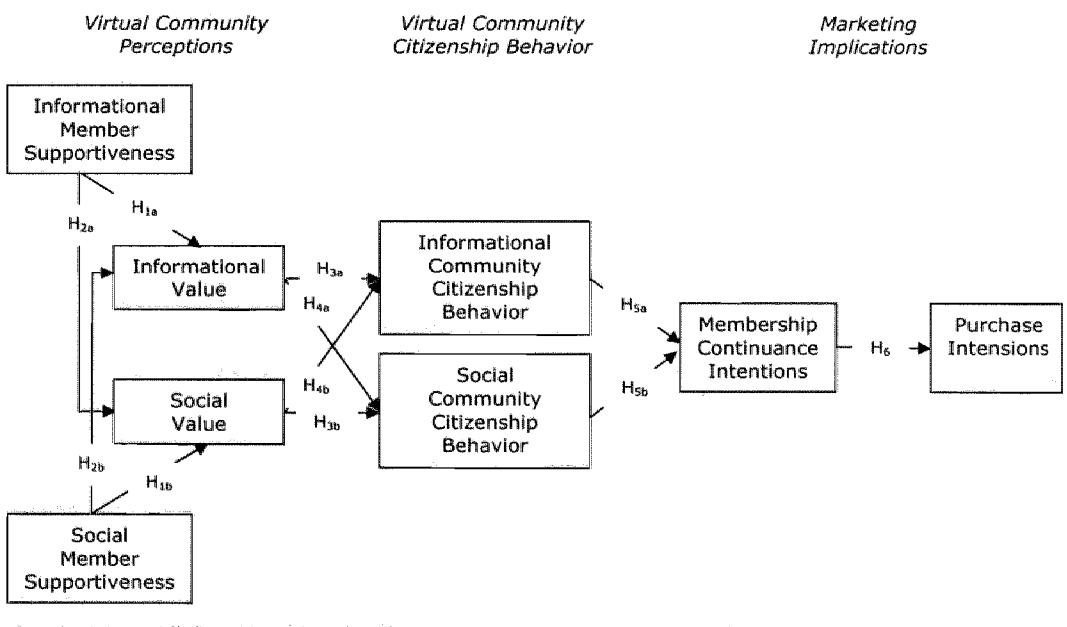 Virtual Community
Perceptions
Virtual Community
Citizenship Behavior
Marketing
Implications
Informational
Member
Supportiveness
H1a
H2a
Informational
Value
H3a
H4a
Informational
Community
Citizenship
Behavior
H5a
Membership
Continuance
Intentions
H6
Purchase
Intensions
Social
Value
H4b
H3b
Social
Community
Citizenship
Behavior
H5b
H2b
H1b
Social
Member
Supportiveness